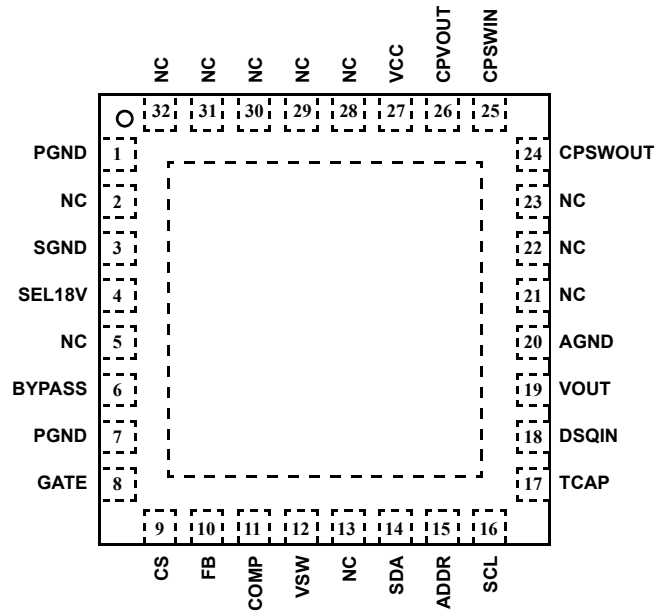 NC NC NC NC NC VCC CPVOUT CPSWIN
32 31 30 29 28 27 26 25
PGND 1 24 CPSWOUT
NC 2 23 NC
SGND 3 22 NC
SEL18V 4 21 NC
NC 5 20 AGND
BYPASS 6 19 VOUT
PGND 7 18 DSQIN
GATE 8 17 TCAP
9 10 11 12 13 14 15 16
CS FB COMP VSW NC SDA ADDR SCL